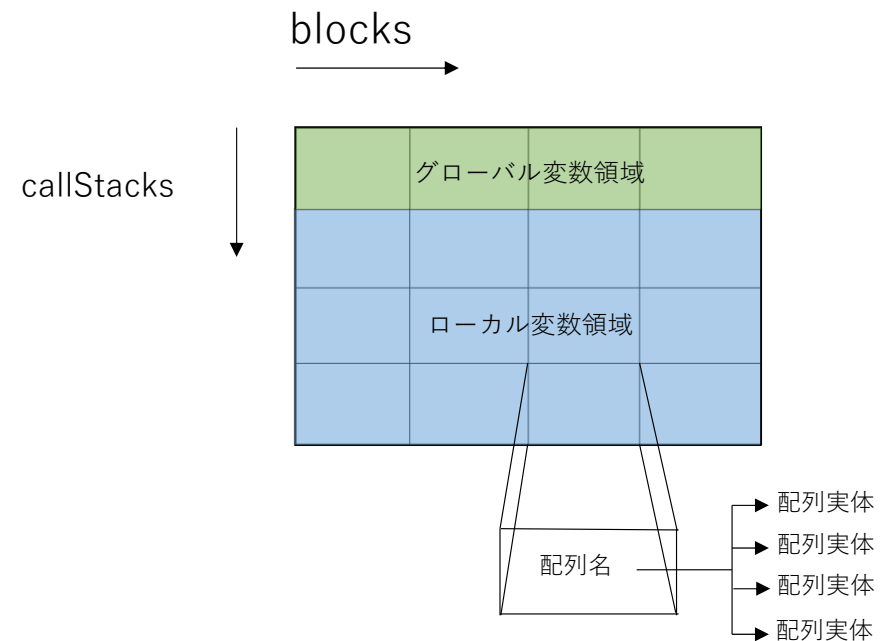 blocks
callStacks
グローバル変数領域
ローカル変数領域
配列名
配列実体
配列実体
配列実体
配列実体